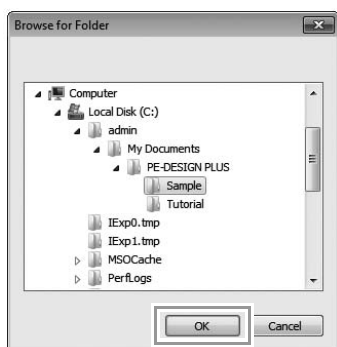 Browse for Folder
Computer
Local Disk (C:)
admin
My Documents
PE-DESIGN PLUS
Sample
Tutorial
IExp0.tmp
IExp1.tmp
MSOCache
PerfLogs
OK Cancel